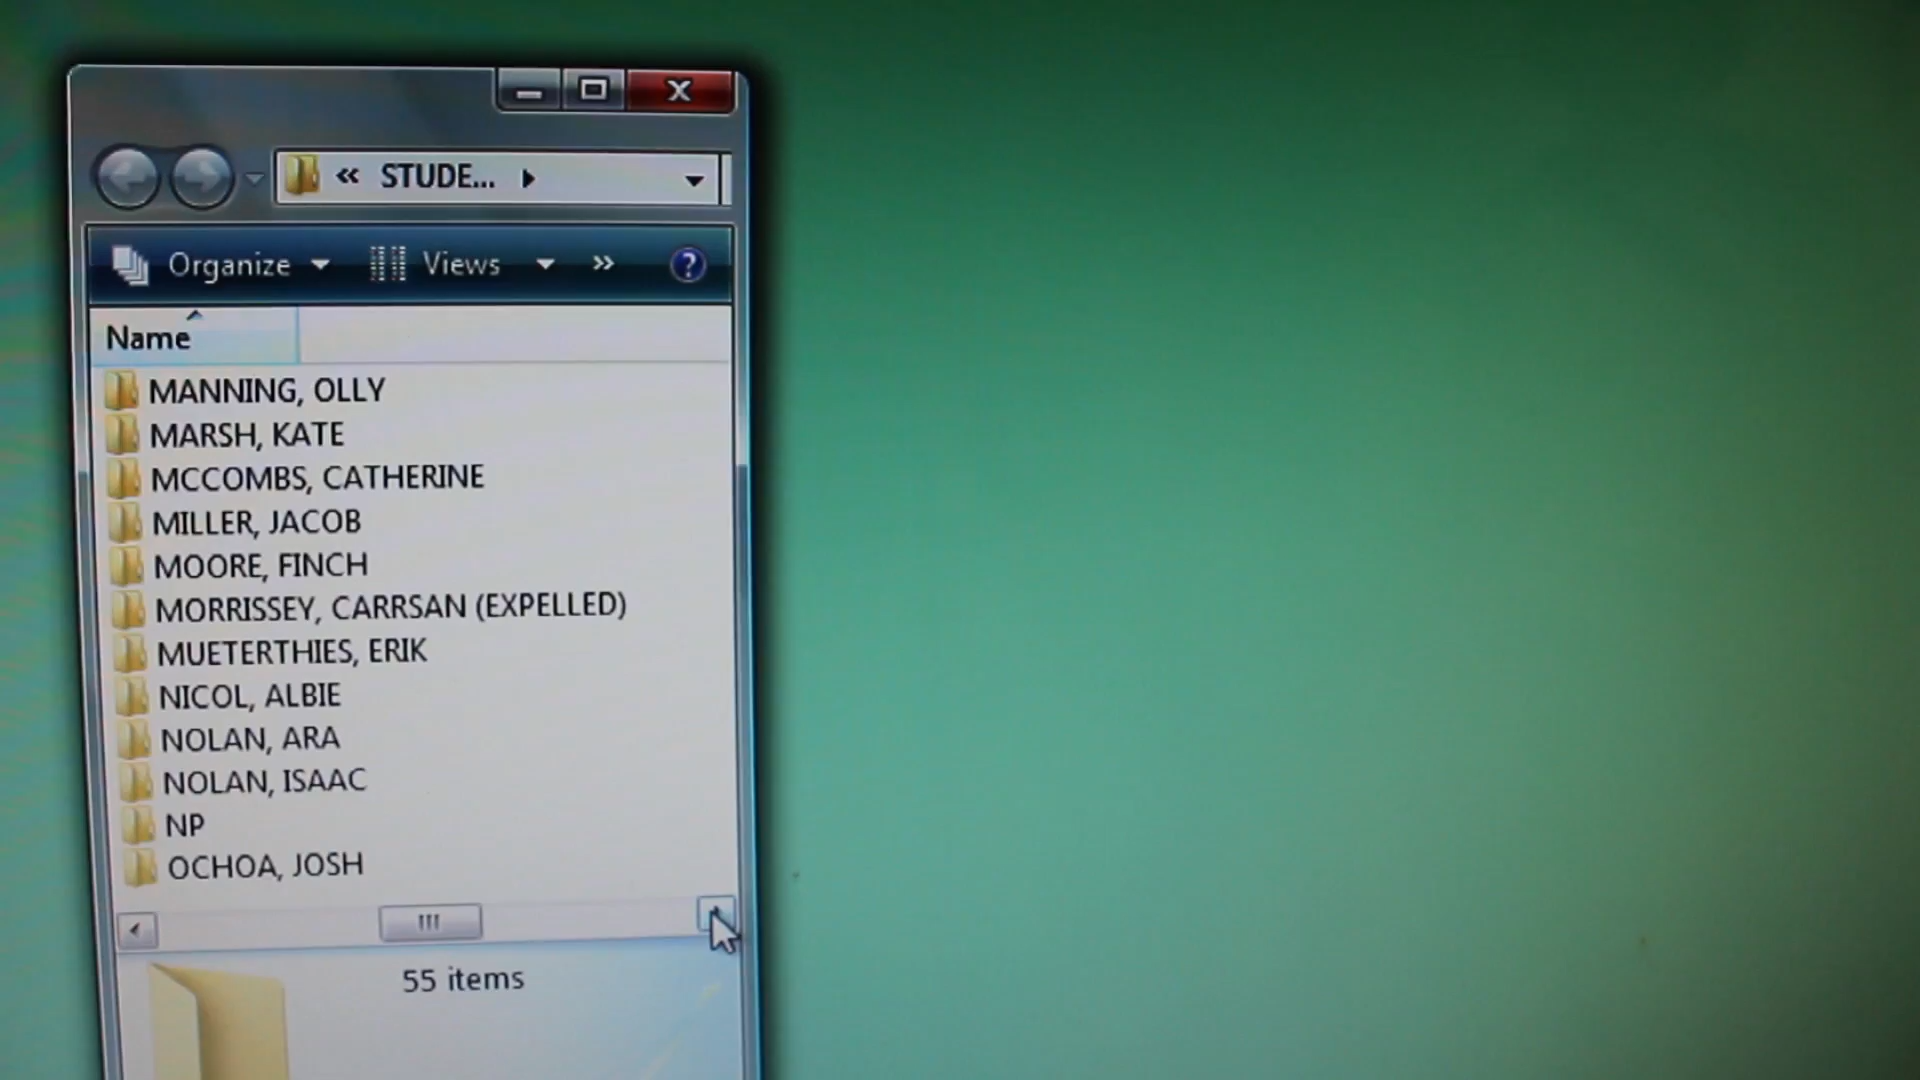 « STUDE...
Organize Views »
Name
MANNING, OLLY
MARSH, KATE
MCCOMBS, CATHERINE
MILLER, JACOB
MOORE, FINCH
MORRISSEY, CARRSAN (EXPELLED)
MUETERTHIES, ERIK
NICOL, ALBIE
NOLAN, ARA
NOLAN, ISAAC
NP
OCHOA, JOSH
55 items